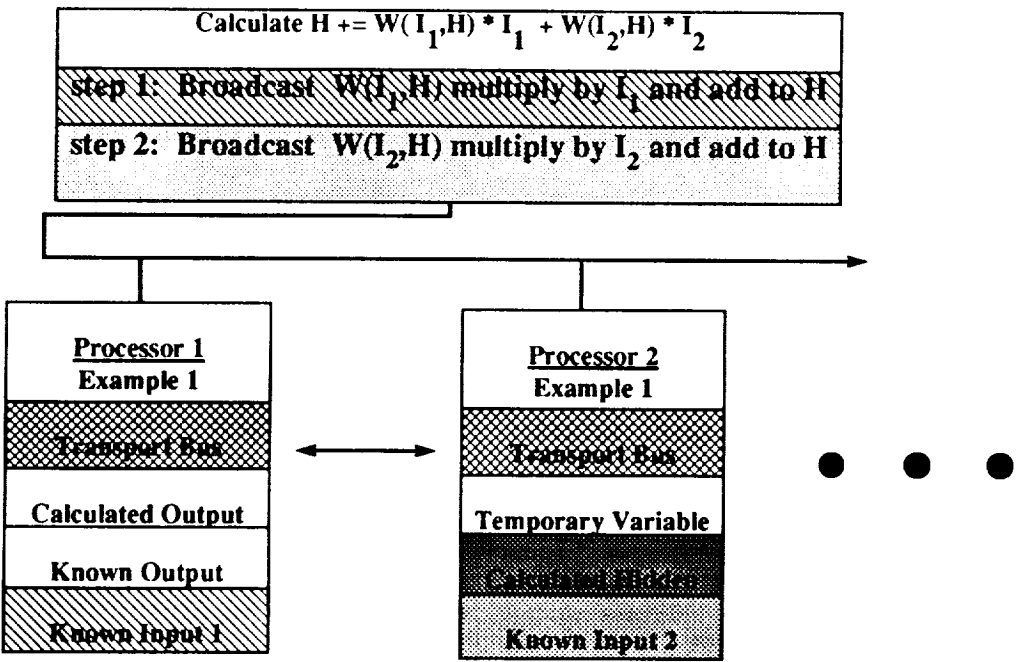 Calculate H += W( I₁,H) * I₁ + W(I₂,H) * I₂
step 1: Broadcast W(I₁,H) multiply by I₁ and add to H
step 2: Broadcast W(I₂,H) multiply by I₂ and add to H
Processor 1
Example 1
Transport Bus
Calculated Output
Known Output
Known Input 1
Processor 2
Example 1
Transport Bus
Temporary Variable
Calculated Hidden
Known Input 2